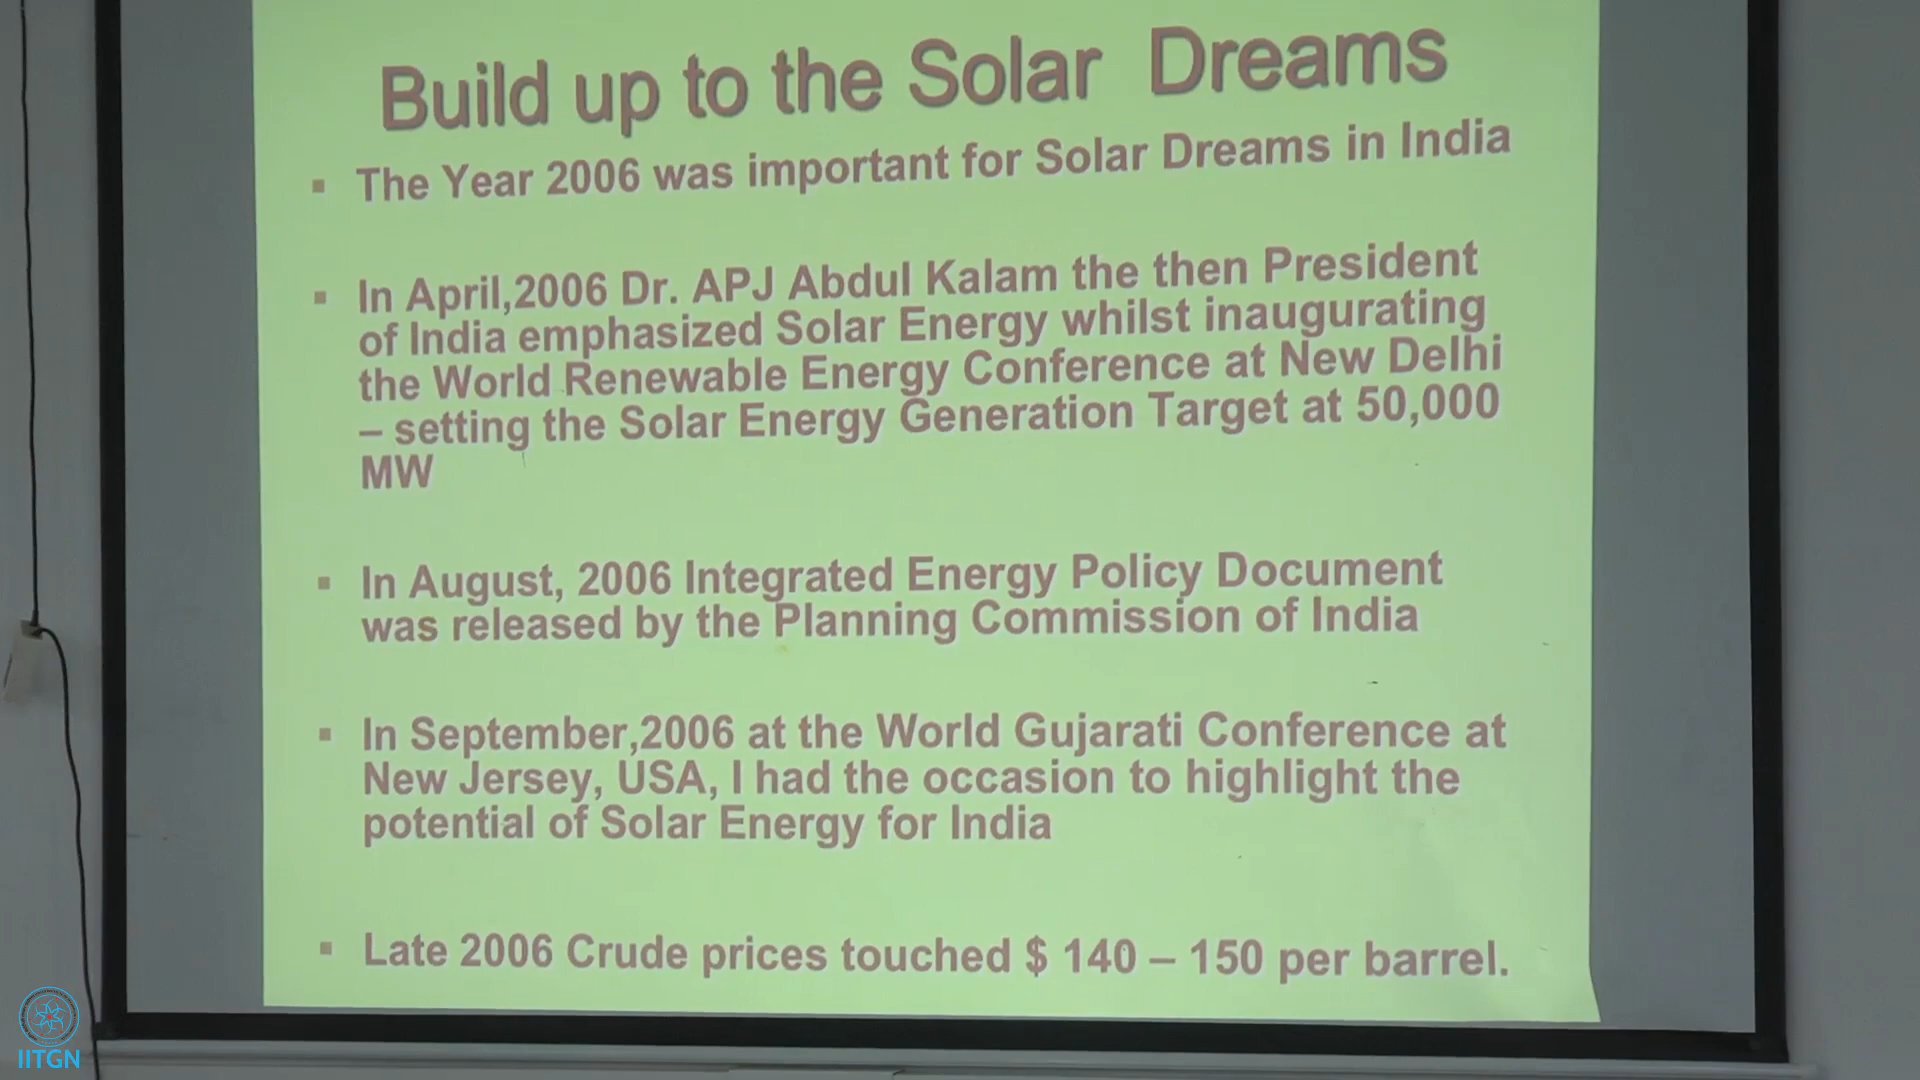 Build up to the Solar Dreams
▪ The Year 2006 was important for Solar Dreams in India
▪ In April,2006 Dr. APJ Abdul Kalam the then President
of India emphasized Solar Energy whilst inaugurating
the World Renewable Energy Conference at New Delhi
– setting the Solar Energy Generation Target at 50,000
MW
▪ In August, 2006 Integrated Energy Policy Document
was released by the Planning Commission of India
▪ In September,2006 at the World Gujarati Conference at
New Jersey, USA, I had the occasion to highlight the
potential of Solar Energy for India
▪ Late 2006 Crude prices touched $ 140 – 150 per barrel.
IITGN